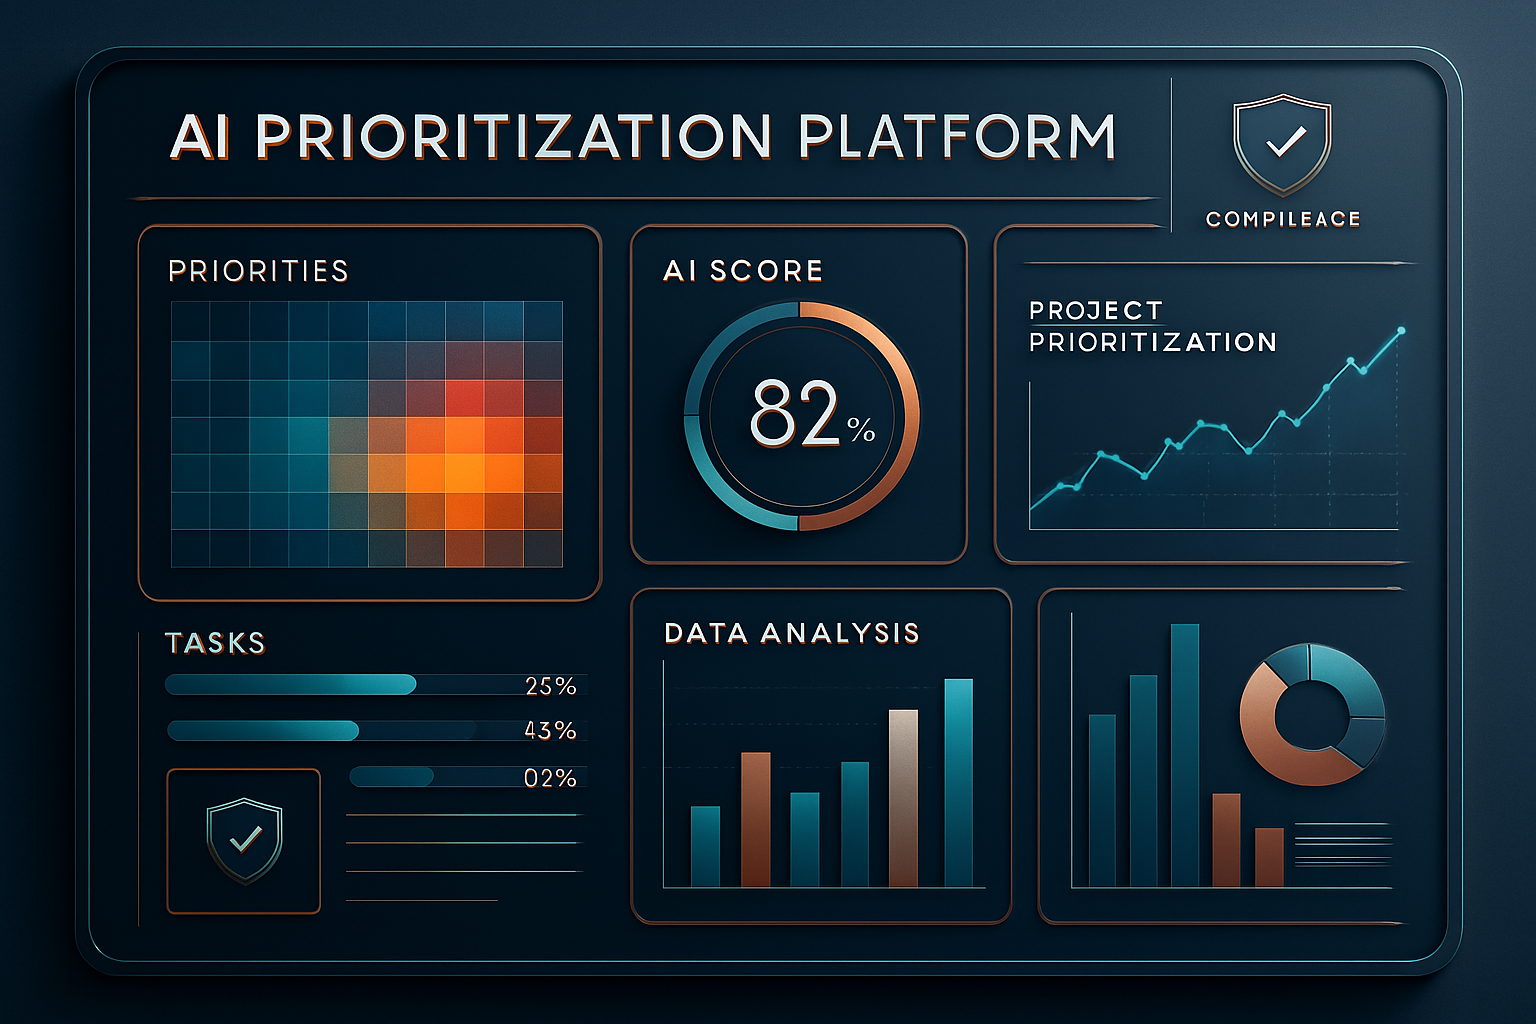 AI PRIORITIZATION PLATFORM
COMPILEACE
PRIORITIES
AI SCORE
82%
PROJECT
PRIORITIZATION
TASKS
25%
43%
02%
DATA ANALYSIS